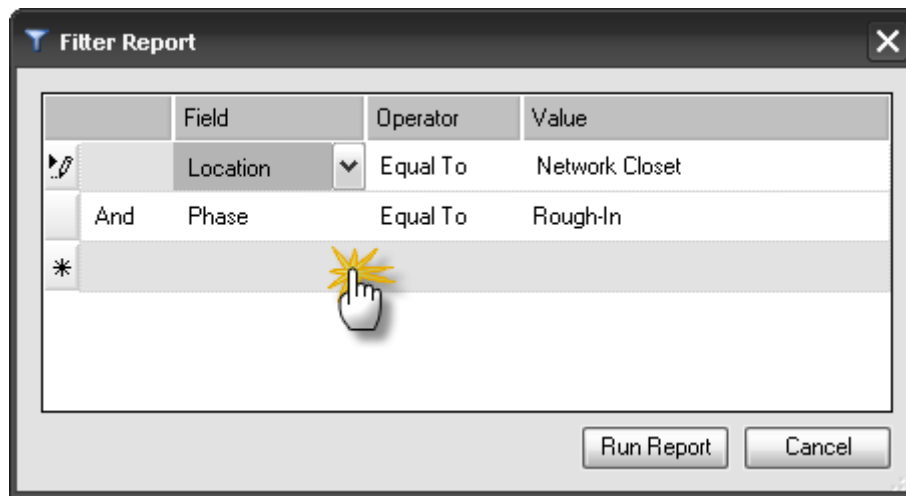 Filter Report
Field Operator Value
Location Equal To Network Closet
And Phase Equal To Rough-In
*
Run Report Cancel